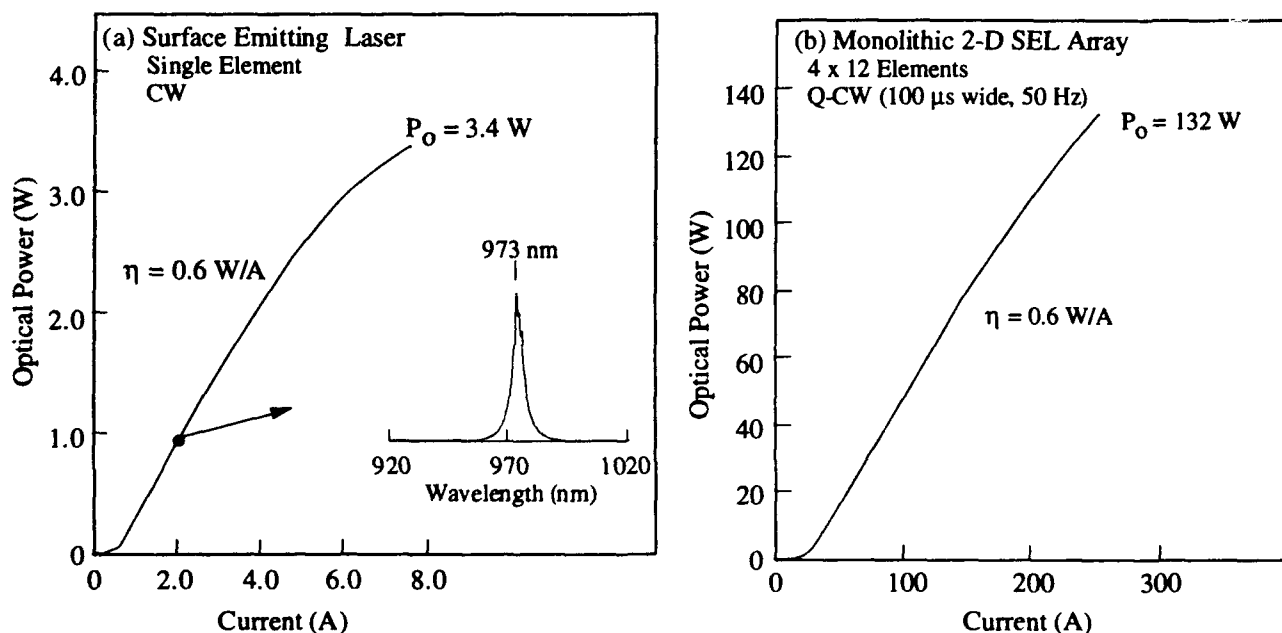 (a) Surface Emitting Laser
Single Element
CW
4.0
3.0
2.0
1.0
0
Optical Power (W)
P_o = 3.4 W
η = 0.6 W/A
973 nm
920 970 1020
Wavelength (nm)
0 2.0 4.0 6.0 8.0
Current (A)
(b) Monolithic 2-D SEL Array
4 x 12 Elements
Q-CW (100 μs wide, 50 Hz)
140
120
100
80
60
40
20
0
Optical Power (W)
P_o = 132 W
η = 0.6 W/A
0 100 200 300
Current (A)